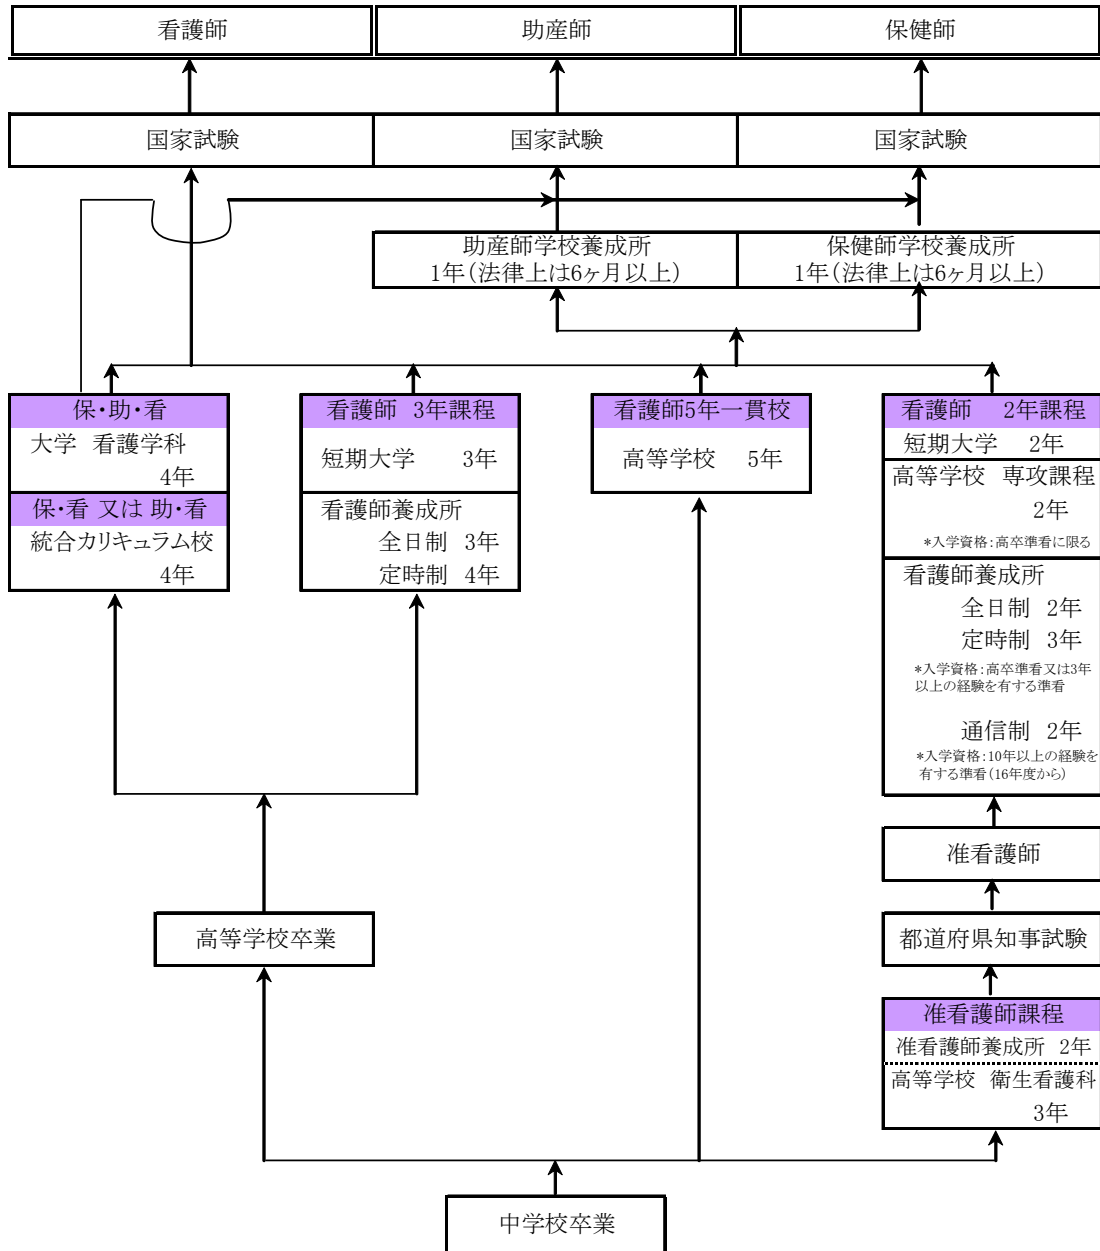 看護師
助産師
保健師
国家試験
国家試験
国家試験
助産師学校養成所
1年(法律上は6ヶ月以上)
保健師学校養成所
1年(法律上は6ヶ月以上)
保・助・看
大学 看護学科
4年
保・看 又は 助・看
統合カリキュラム校
4年
看護師 3年課程
短期大学 3年
看護師養成所
全日制 3年
定時制 4年
看護師5年一貫校
高等学校 5年
看護師 2年課程
短期大学 2年
高等学校 専攻課程
2年
*入学資格:高卒準看に限る
看護師養成所
全日制 2年
定時制 3年
*入学資格:高卒準看又は3年
以上の経験を有する準看
通信制 2年
*入学資格:10年以上の経験を
有する準看(16年度から)
准看護師
高等学校卒業
都道府県知事試験
准看護師課程
准看護師養成所 2年
高等学校 衛生看護科
3年
中学校卒業